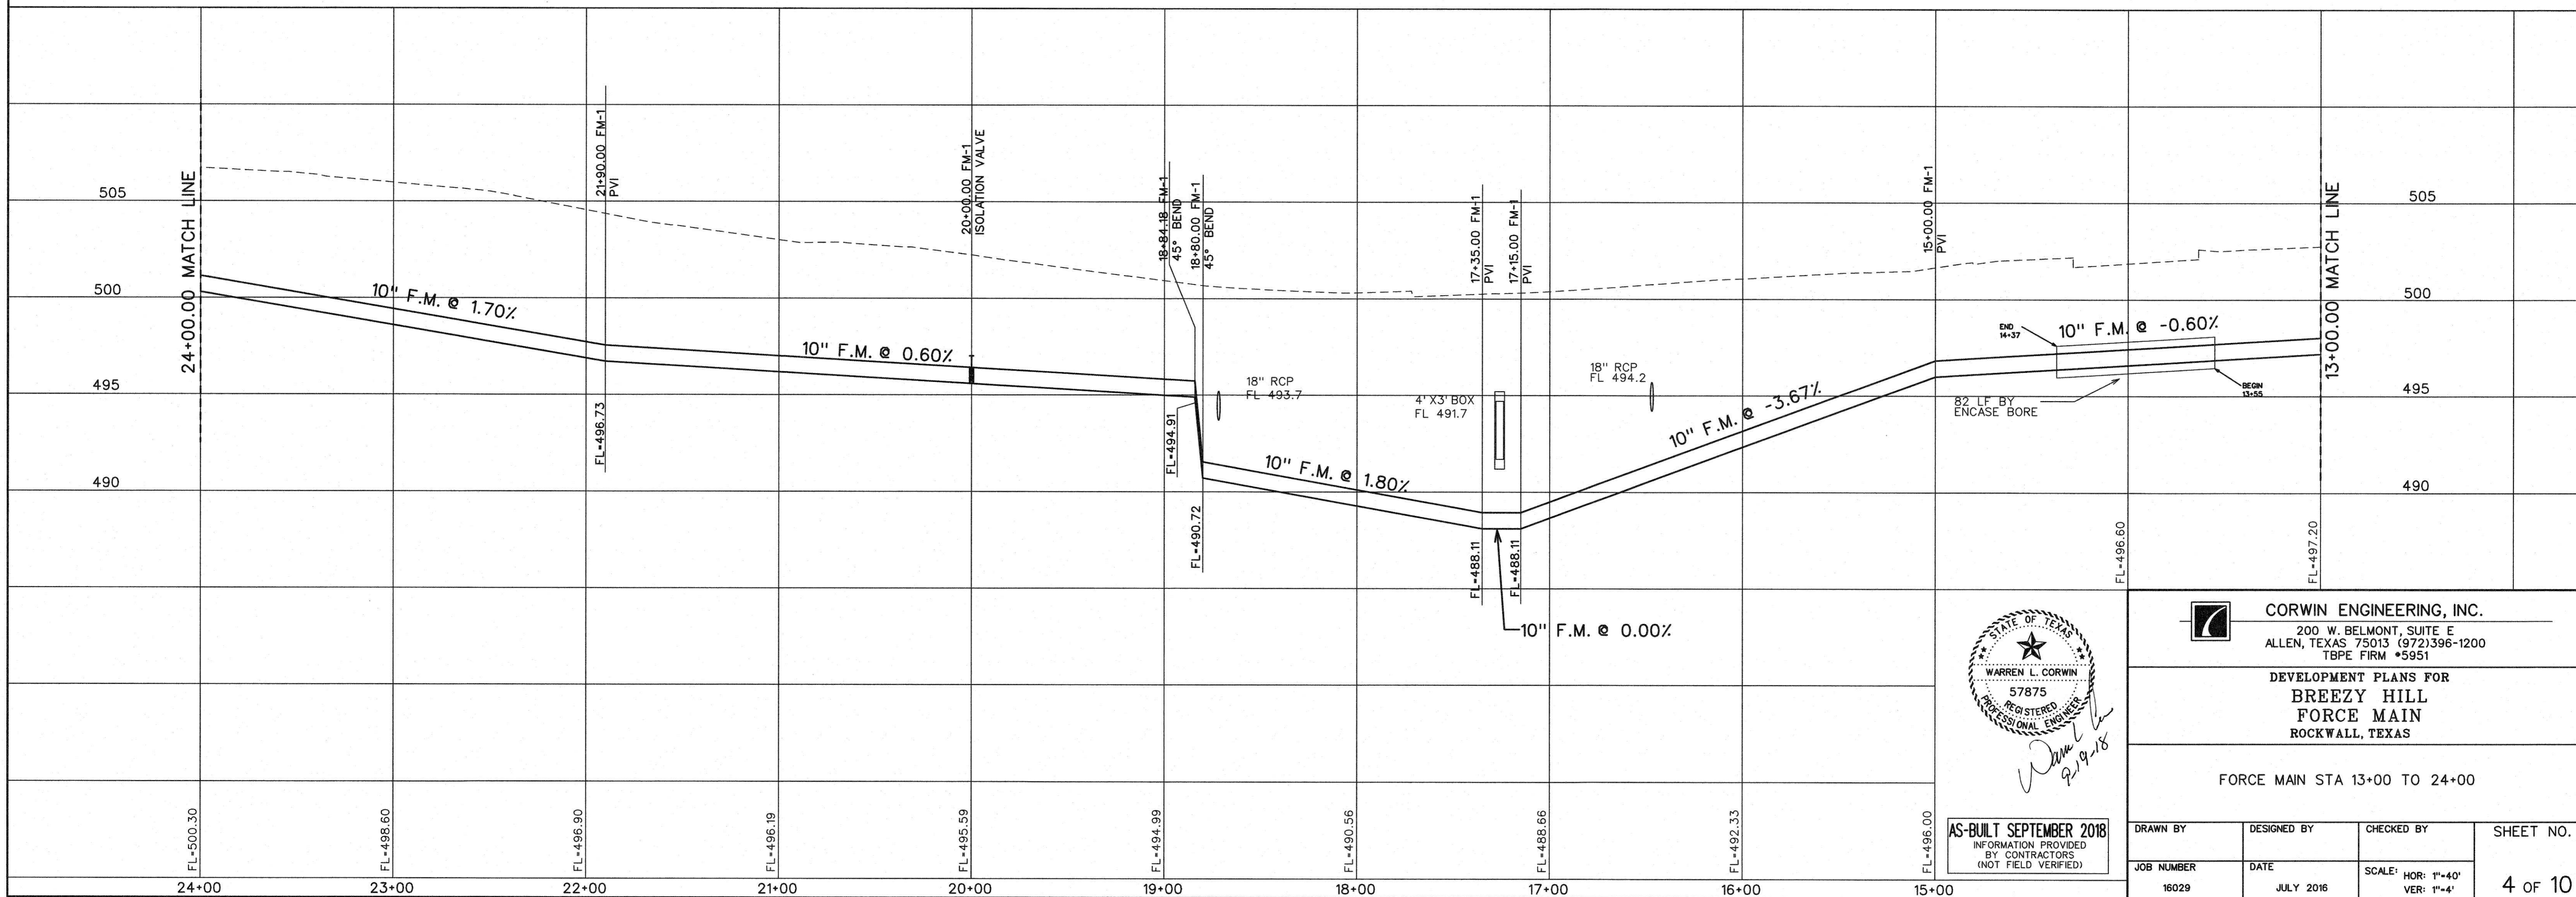 24+00.00 MATCH LINE
21+90.00 FM-1
PVI
20+00.00 FM-1
ISOLATION VALVE
18+84.18 FM-1
45° BEND
18+80.00 FM-1
45° BEND
17+35.00 FM-1
PVI
17+15.00 FM-1
PVI
15+00.00 FM-1
PVI
13+00.00 MATCH LINE
505
505
500
500
495
495
490
490
10" F.M. @ 1.70%
10" F.M. @ 0.60%
10" F.M. @ 1.80%
10" F.M. @ 0.00%
10" F.M. @ -3.67%
10" F.M. @ -0.60%
18" RCP
FL 493.7
4'X3' BOX
FL 491.7
18" RCP
FL 494.2
END
14+37
BEGIN
13+55
82 LF BY
ENCASE BORE
FL=496.73
FL=494.91
FL=490.72
FL=488.11
FL=488.11
FL=496.60
FL=497.20
FL=500.30
FL=498.60
FL=496.90
FL=496.19
FL=495.59
FL=494.99
FL=490.56
FL=488.66
FL=492.33
FL=496.00
24+00
23+00
22+00
21+00
20+00
19+00
18+00
17+00
16+00
15+00
STATE OF TEXAS
WARREN L. CORWIN
57875
REGISTERED
PROFESSIONAL ENGINEER
9-19-18
AS-BUILT SEPTEMBER 2018
INFORMATION PROVIDED
BY CONTRACTORS
(NOT FIELD VERIFIED)
CORWIN ENGINEERING, INC.
200 W. BELMONT, SUITE E
ALLEN, TEXAS 75013 (972)396-1200
TBPE FIRM #5951
DEVELOPMENT PLANS FOR
BREEZY HILL
FORCE MAIN
ROCKWALL, TEXAS
FORCE MAIN STA 13+00 TO 24+00
DRAWN BY
DESIGNED BY
CHECKED BY
SHEET NO.
JOB NUMBER
16029
DATE
JULY 2016
SCALE: HOR: 1"=40'
VER: 1"=4'
4 OF 10